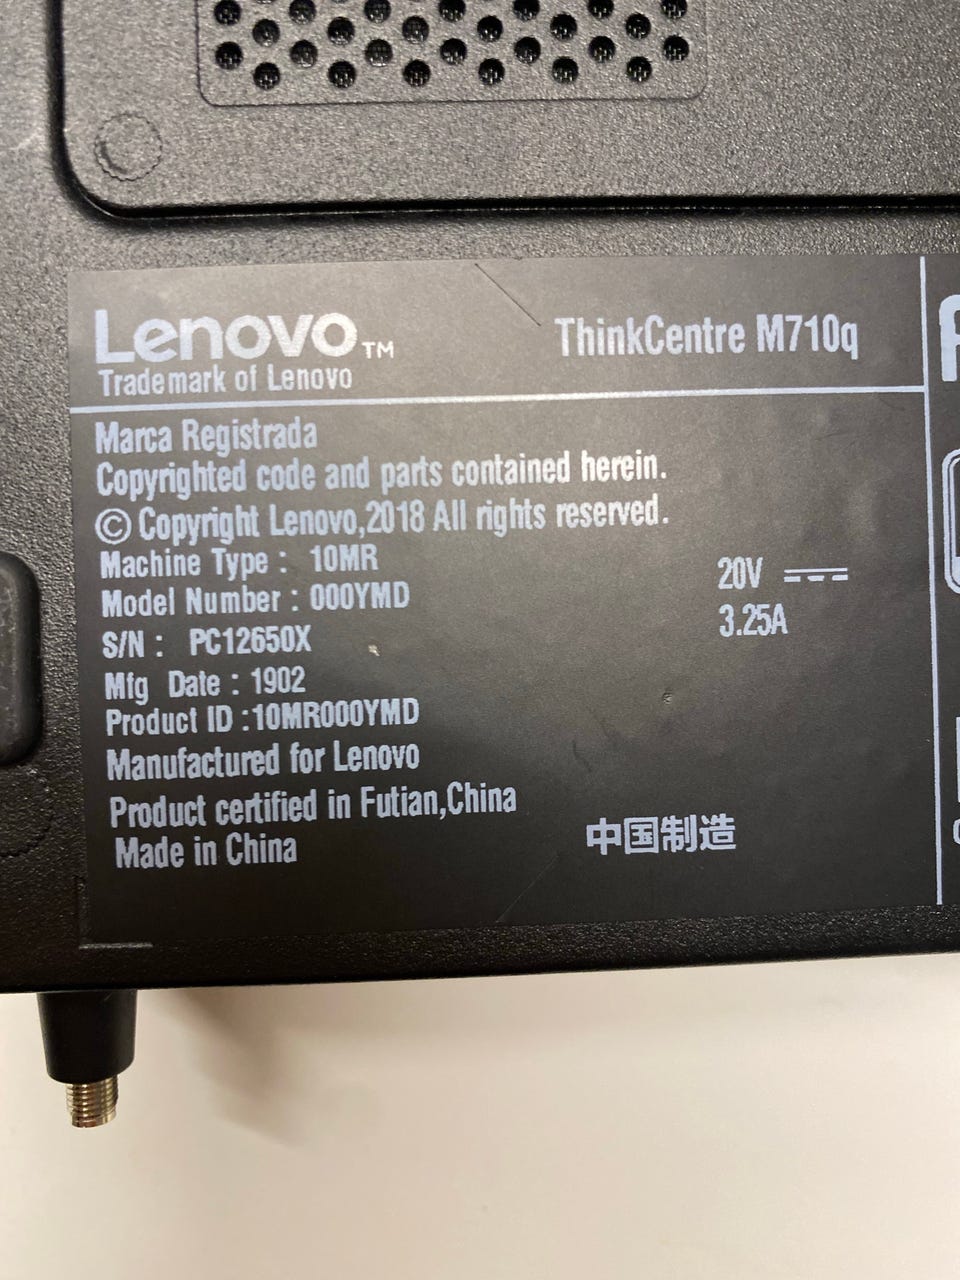 Lenovo™ ThinkCentre M710q
Trademark of Lenovo
Marca Registrada
Copyrighted code and parts contained herein.
© Copyright Lenovo,2018 All rights reserved.
Machine Type : 10MR
Model Number : 000YMD
20V
S/N : PC12650X
3.25A
Mfg Date : 1902
Product ID :10MR000YMD
Manufactured for Lenovo
Product certified in Futian,China
Made in China
中国制造